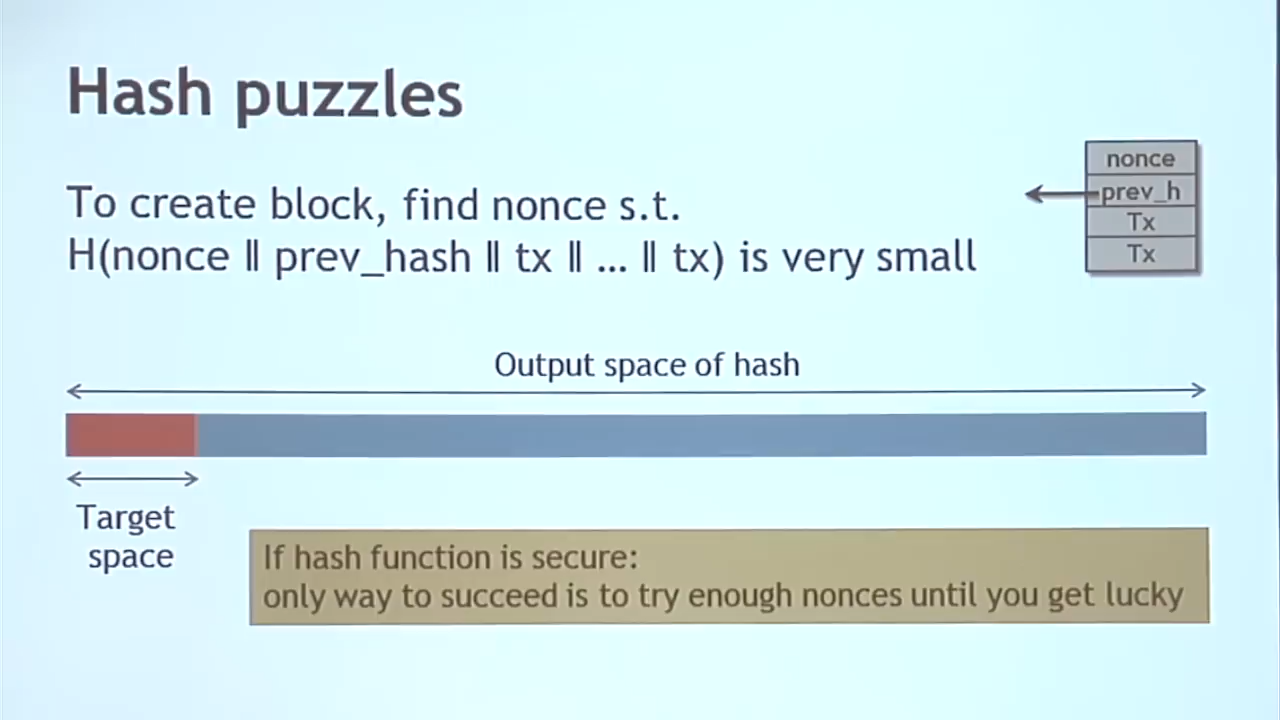 Hash puzzles
nonce
prev_h
Tx
Tx
To create block, find nonce s.t.
H(nonce ǁ prev_hash ǁ tx ǁ … ǁ tx) is very small
Output space of hash
Target
space
If hash function is secure:
only way to succeed is to try enough nonces until you get lucky